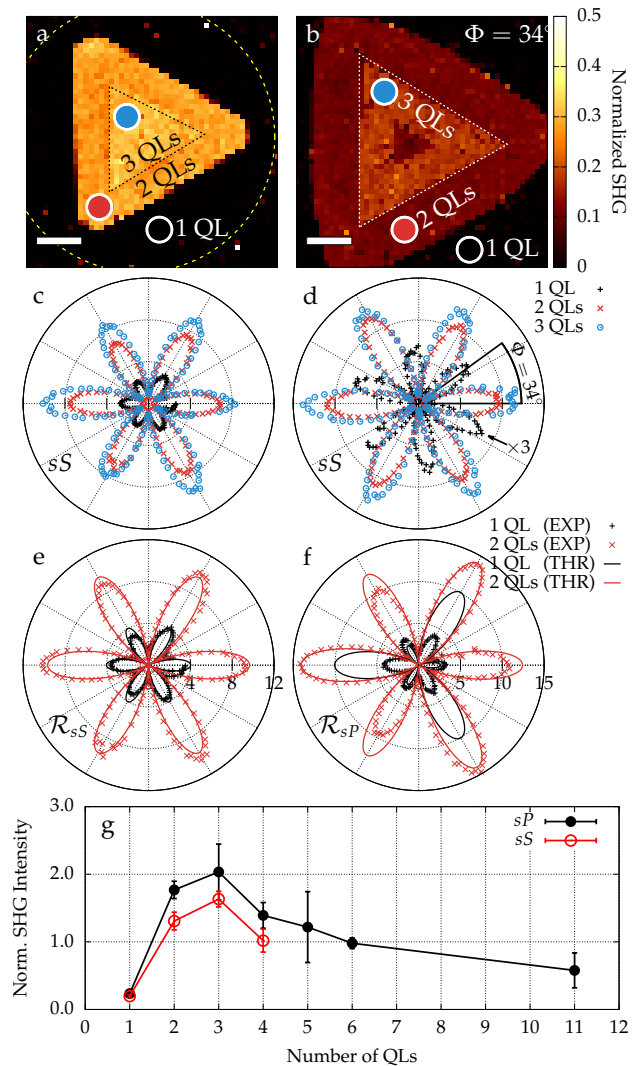 a
3 QLs
2 QLs
1 QL
b
Φ = 34°
3 QLs
2 QLs
1 QL
0.5
0.4
0.3
0.2
0.1
0
Normalized SHG
c
sS
d
1 QL
2 QLs
3 QLs
Φ = 34°
×3
sS
1 QL (EXP)
2 QLs (EXP)
1 QL (THR)
2 QLs (THR)
e
4 8 12
R_sS
f
5 10 15
R_sP
g
sP
sS
3.0
2.0
1.0
0.0
Norm. SHG Intensity
0 1 2 3 4 5 6 7 8 9 10 11 12
Number of QLs